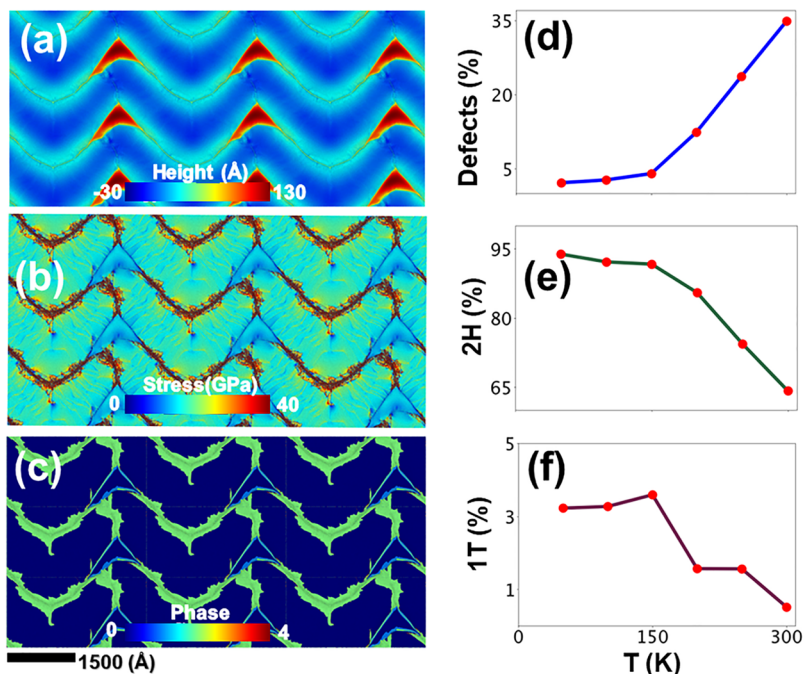 (a)
Height (Å)
-30 130
(b)
Stress(GPa)
0 40
(c)
Phase
0 4
1500 (Å)
(d)
Defects (%)
35
20
5
(e)
2H (%)
95
80
65
(f)
1T (%)
5
3
1
0 150 300
T (K)